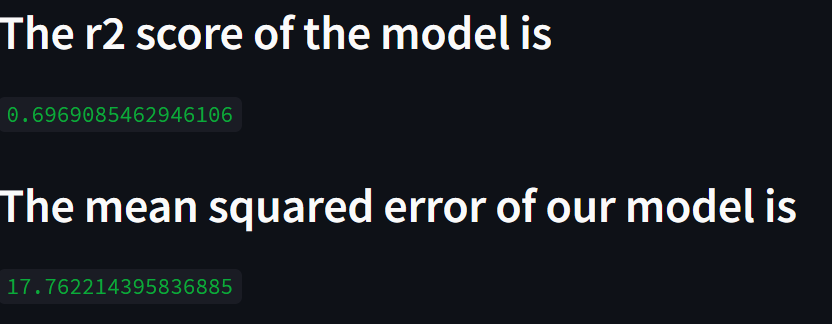 The r2 score of the model is
0.6969085462946106
The mean squared error of our model is
17.762214395836885